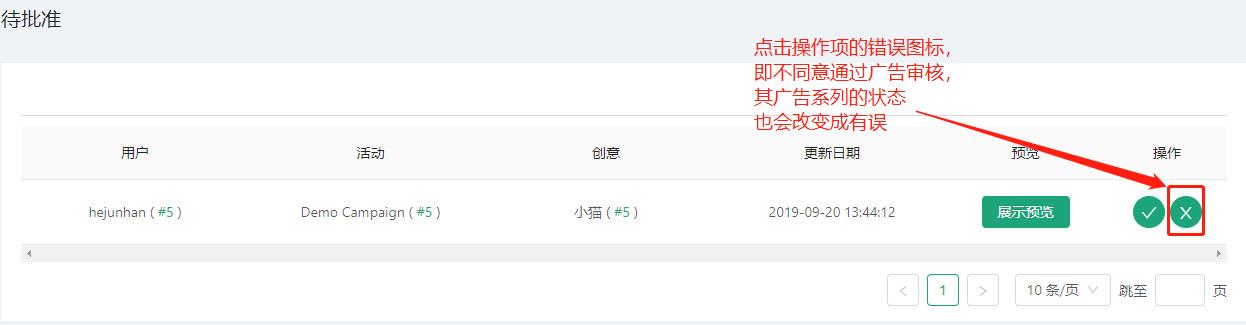 待批准
点击操作项的错误图标，
即不同意通过广告审核，
其广告系列的状态
也会改变成有误
用户 活动 创意 更新日期 预览 操作
hejunhan ( #5 ) Demo Campaign ( #5 ) 小猫 ( #5 ) 2019-09-20 13:44:12 展示预览
1 10 条/页 跳至 页